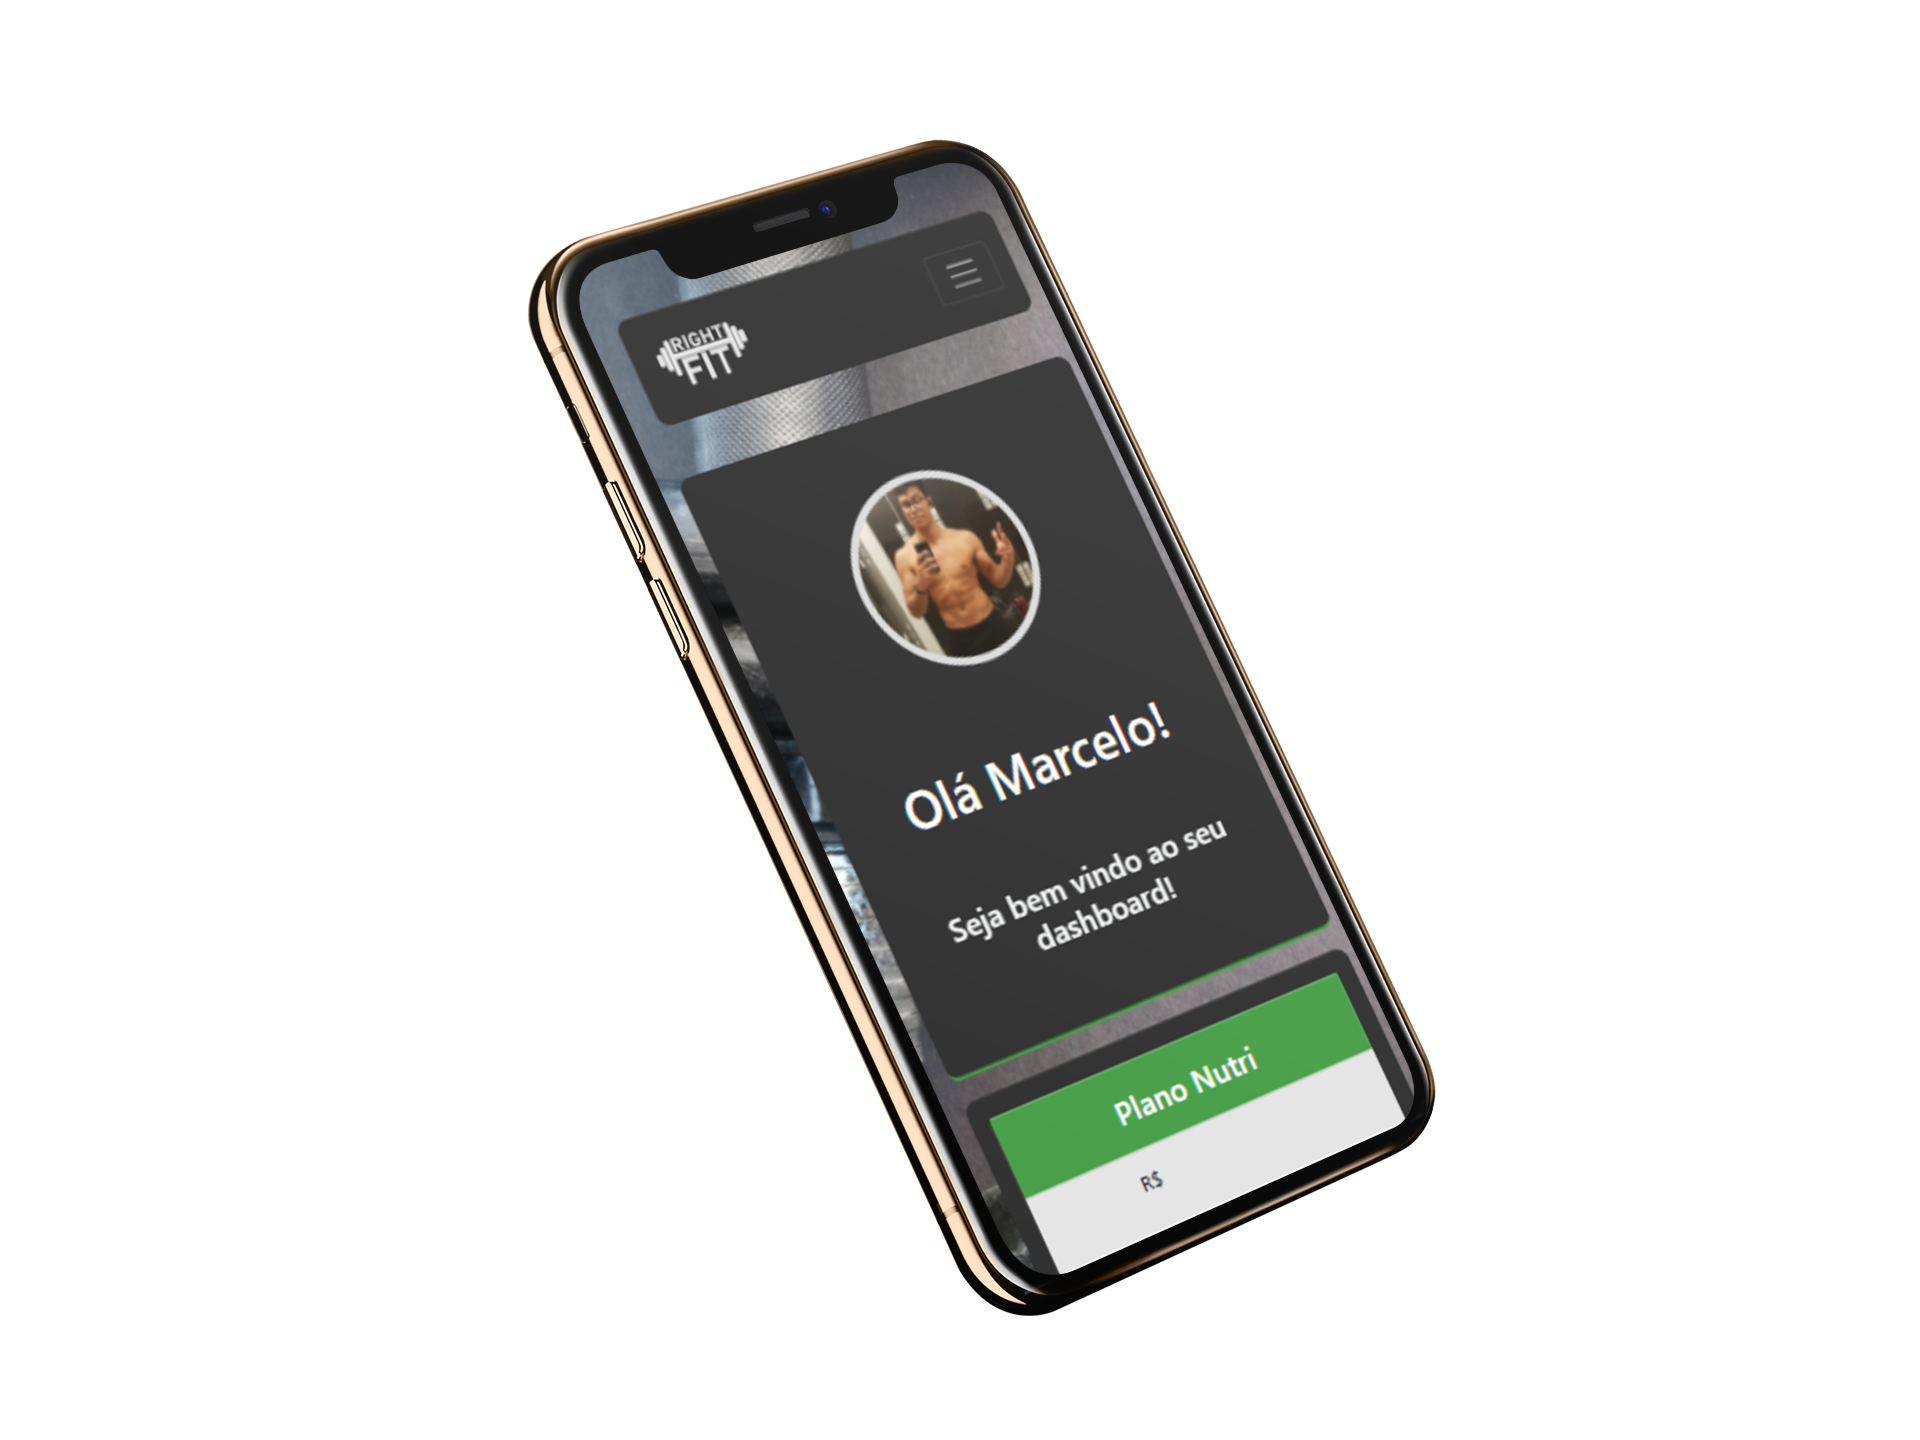 RIGHT
FIT
Olá Marcelo!
Seja bem vindo ao seu
dashboard!
Plano Nutri
R$